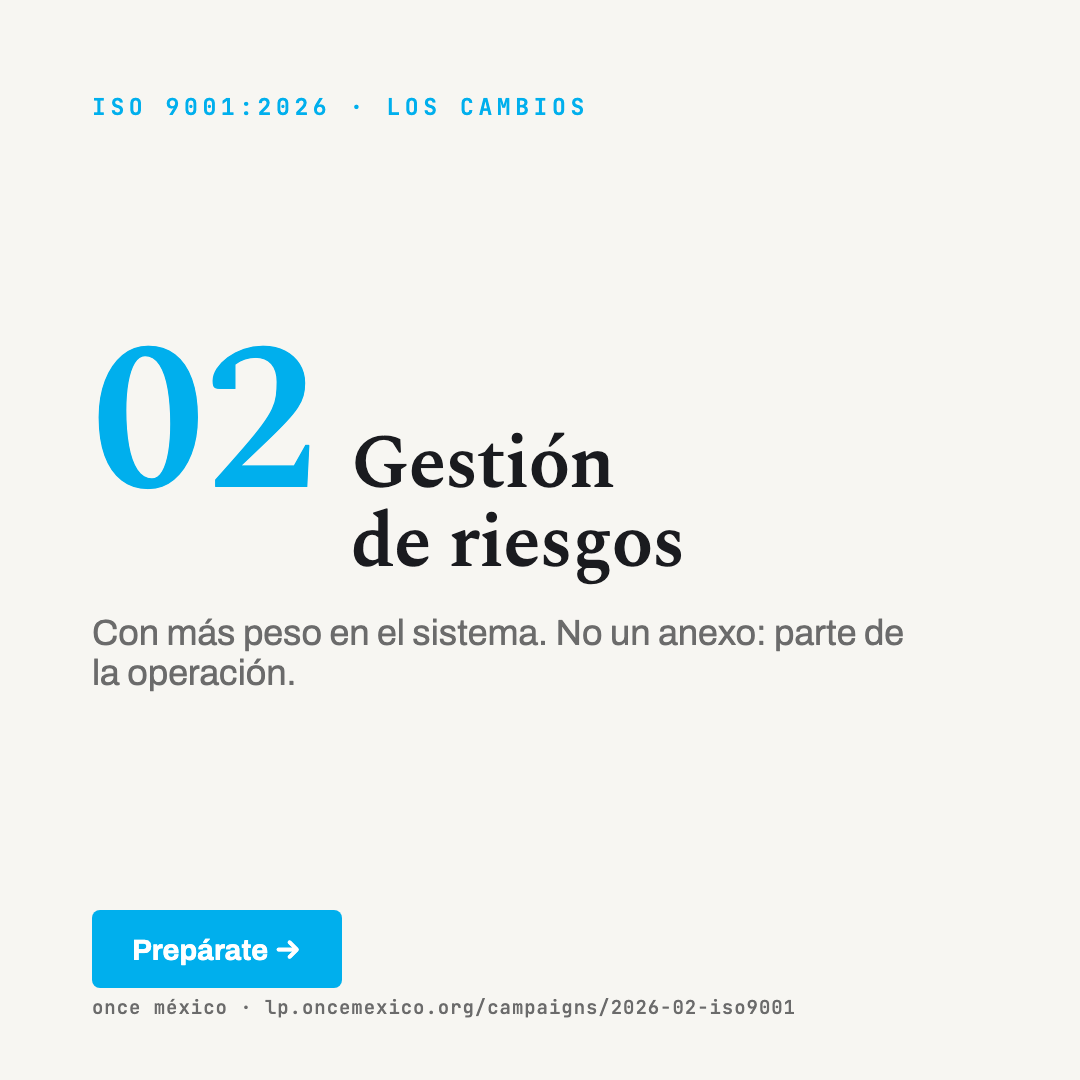 ISO 9001:2026 · LOS CAMBIOS
02
Gestión
de riesgos
Con más peso en el sistema. No un anexo: parte de
la operación.
Prepárate →
once méxico · lp.oncemexico.org/campaigns/2026-02-iso9001